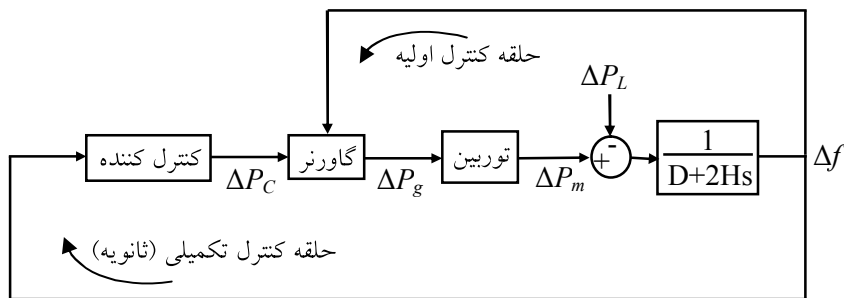 حلقه کنترل اولیه
ΔP_L
کنترل کننده
ΔP_C
گاورنر
ΔP_g
توربین
ΔP_m
+
-
1
D+2Hs
Δf
حلقه کنترل تکمیلی (ثانویه)